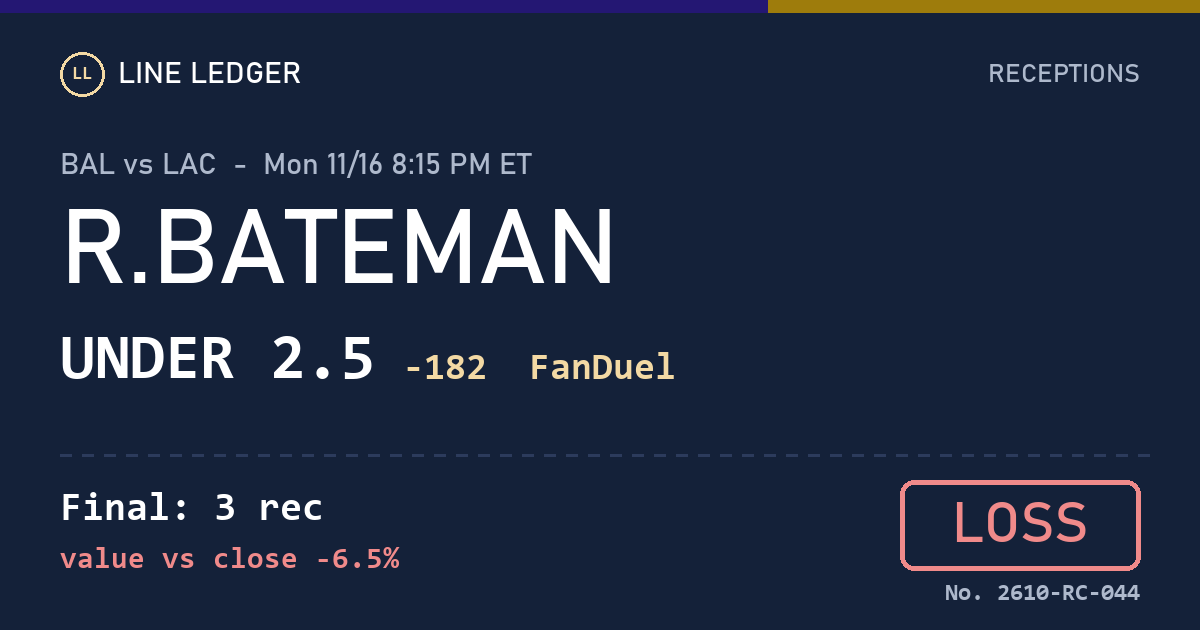 LL LINE LEDGER
RECEPTIONS
BAL vs LAC - Mon 11/16 8:15 PM ET
R.BATEMAN
UNDER 2.5 -182 FanDuel
Final: 3 rec
value vs close -6.5%
LOSS
No. 2610-RC-044